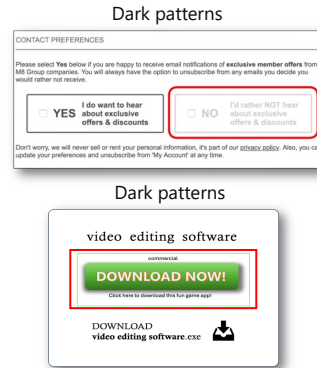 Dark patterns
CONTACT PREFERENCES
Please select Yes below if you are happy to receive email notifications of exclusive member offers from
M8 Group companies. You will always have the option to unsubscribe from any emails you decide you
would rather not receive.
YES I do want to hear about exclusive offers & discounts
NO I'd rather NOT hear about exclusive offers & discounts
Don't worry, we will never sell or rent your personal information, it's part of our privacy policy. Also, you ca
update your preferences and unsubscribe from 'My Account' at any time.
Dark patterns
video editing software
commercial
DOWNLOAD NOW!
Click here to download this fun game app!
DOWNLOAD
video editing software.exe